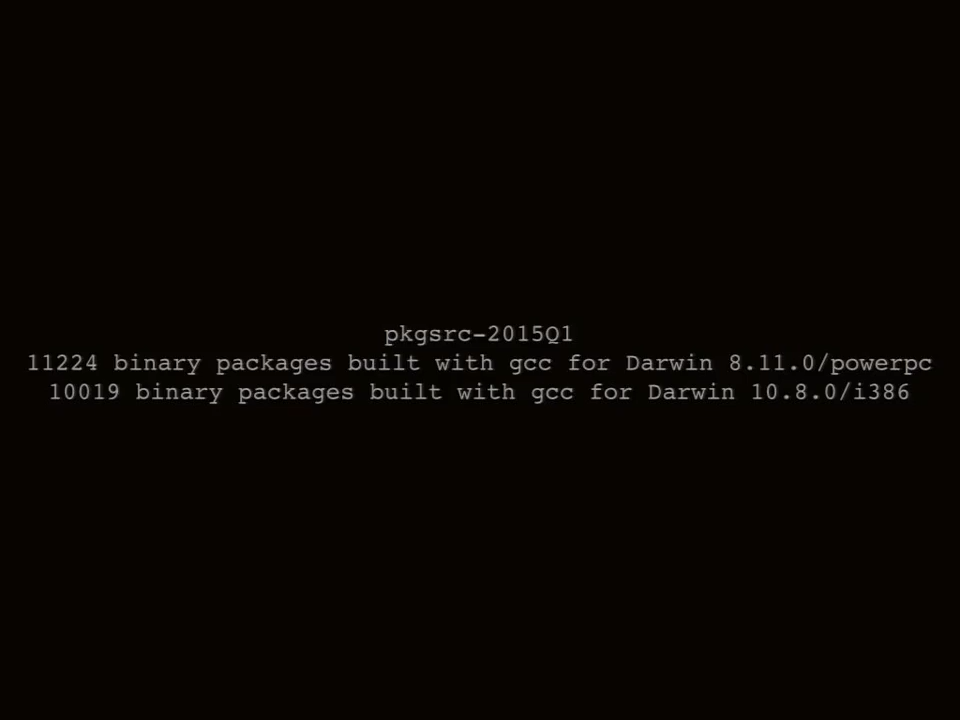 pkgsrc-2015Q1
11224 binary packages built with gcc for Darwin 8.11.0/powerpc
10019 binary packages built with gcc for Darwin 10.8.0/i386